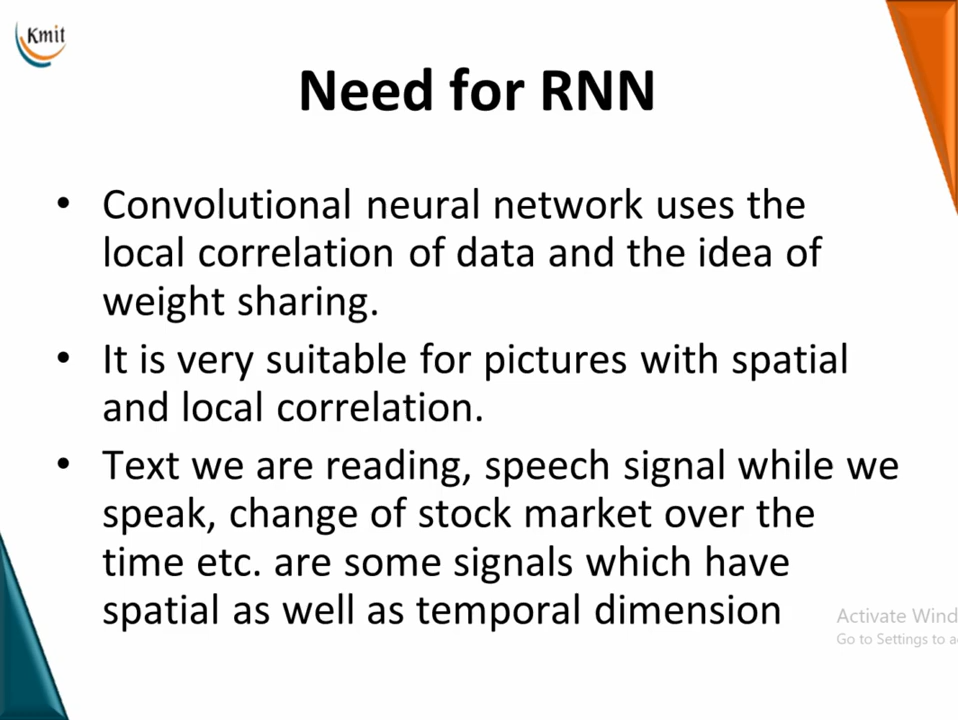 Kmit
Need for RNN
• Convolutional neural network uses the
local correlation of data and the idea of
weight sharing.
• It is very suitable for pictures with spatial
and local correlation.
• Text we are reading, speech signal while we
speak, change of stock market over the
time etc. are some signals which have
spatial as well as temporal dimension
Activate Wind
Go to Settings to a